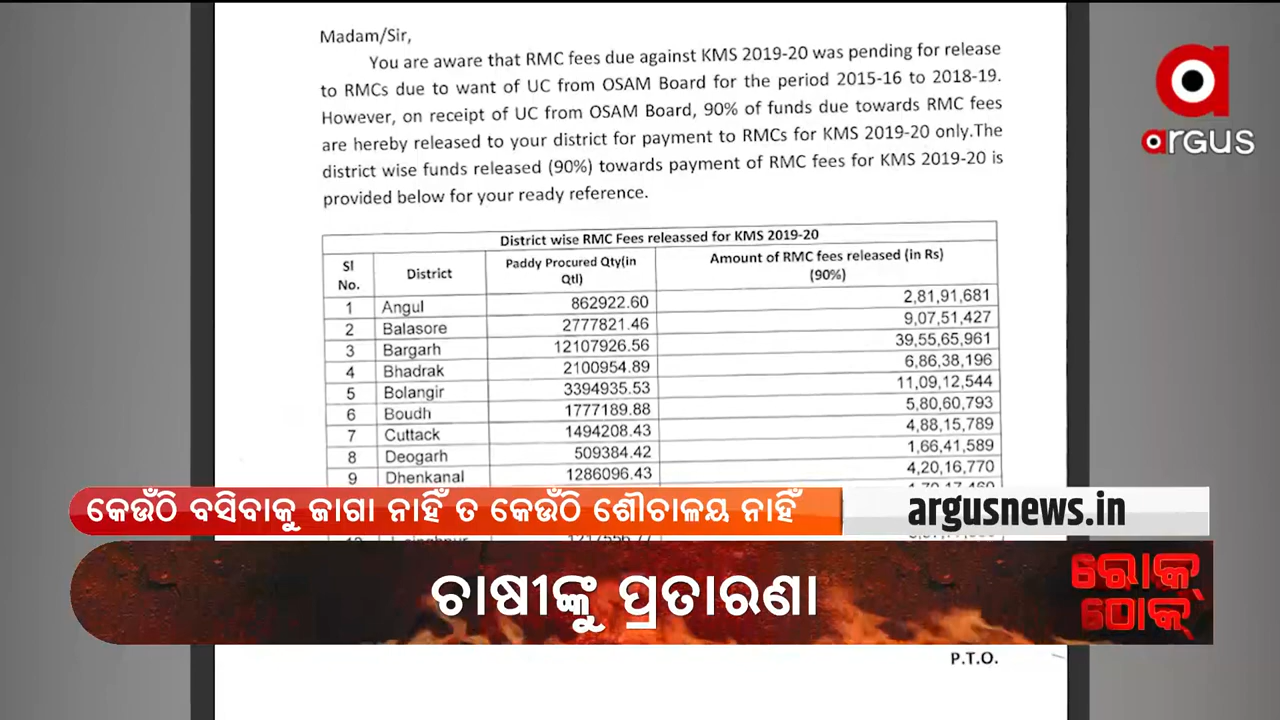 Madam/Sir,
You are aware that RMC fees due against KMS 2019-20 was pending for release
to RMCs due to want of UC from OSAM Board for the period 2015-16 to 2018-19.
However, on receipt of UC from OSAM Board, 90% of funds due towards RMC fees
are hereby released to your district for payment to RMCs for KMS 2019-20 only.The
district wise funds released (90%) towards payment of RMC fees for KMS 2019-20 is
provided below for your ready reference.
argus
District wise RMC Fees releassed for KMS 2019-20
Sl No. District Paddy Procured Qty(in Qtl) Amount of RMC fees released (in Rs) (90%)
1 Angul 862922.60 2,81,91,681
2 Balasore 2777821.46 9,07,51,427
3 Bargarh 12107926.56 39,55,65,961
4 Bhadrak 2100954.89 6,86,38,196
5 Bolangir 3394935.53 11,09,12,544
6 Boudh 1777189.88 5,80,60,793
7 Cuttack 1494208.43 4,88,15,789
8 Deogarh 509384.42 1,66,41,589
9 Dhenkanal 1286096.43 4,20,16,770
କେଉଁଠି ବସିବାକୁ ଜାଗା ନାହିଁ ତ କେଉଁଠି ଶୌଚାଳୟ ନାହିଁ
argusnews.in
ଚାଷୀଙ୍କୁ ପ୍ରତାରଣା
ରୋକ୍
ଠୋକ୍
P.T.O.